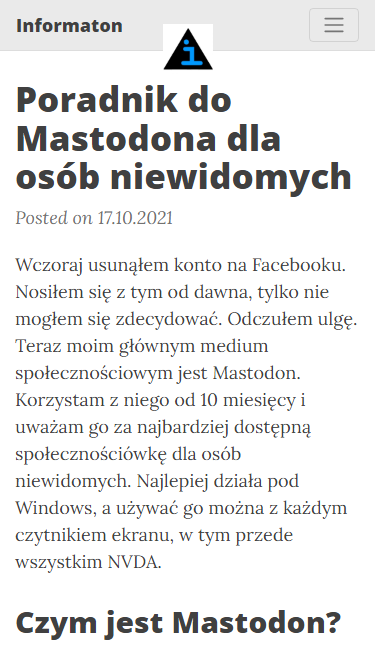 Informaton
i
Poradnik do
Mastodona dla
osób niewidomych
Posted on 17.10.2021
Wczoraj usunąłem konto na Facebooku.
Nosiłem się z tym od dawna, tylko nie
mogłem się zdecydować. Odczułem ulgę.
Teraz moim głównym medium
społecznościowym jest Mastodon.
Korzystam z niego od 10 miesięcy i
uważam go za najbardziej dostępną
społecznościówkę dla osób
niewidomych. Najlepiej działa pod
Windows, a używać go można z każdym
czytnikiem ekranu, w tym przede
wszystkim NVDA.
Czym jest Mastodon?